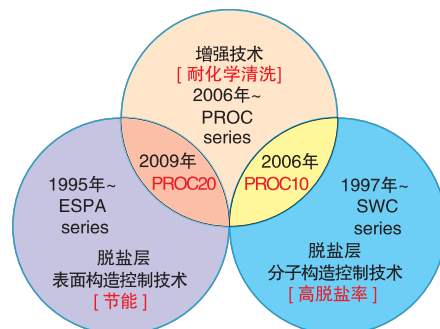 增强技术
[ 耐化学清洗]
2006年~
PROC
series
2009年
PROC20
2006年
PROC10
1995年~
ESPA
series
脱盐层
表面构造控制技术
[ 节能 ]
1997年~
SWC
series
脱盐层
分子构造控制技术
[ 高脱盐率 ]